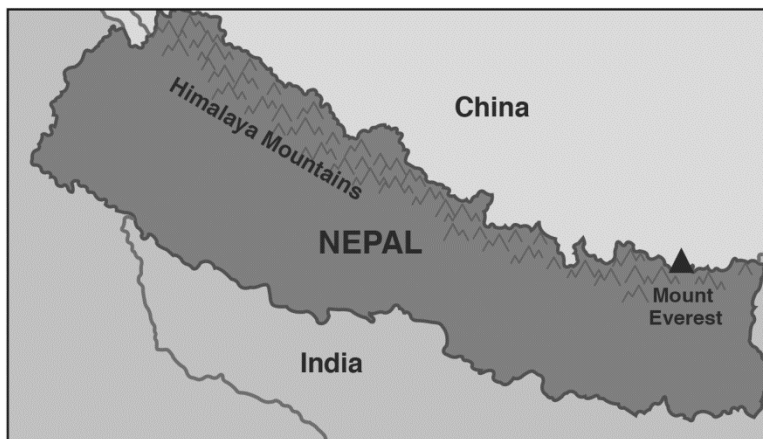 China
Himalaya Mountains
NEPAL
Mount
Everest
India